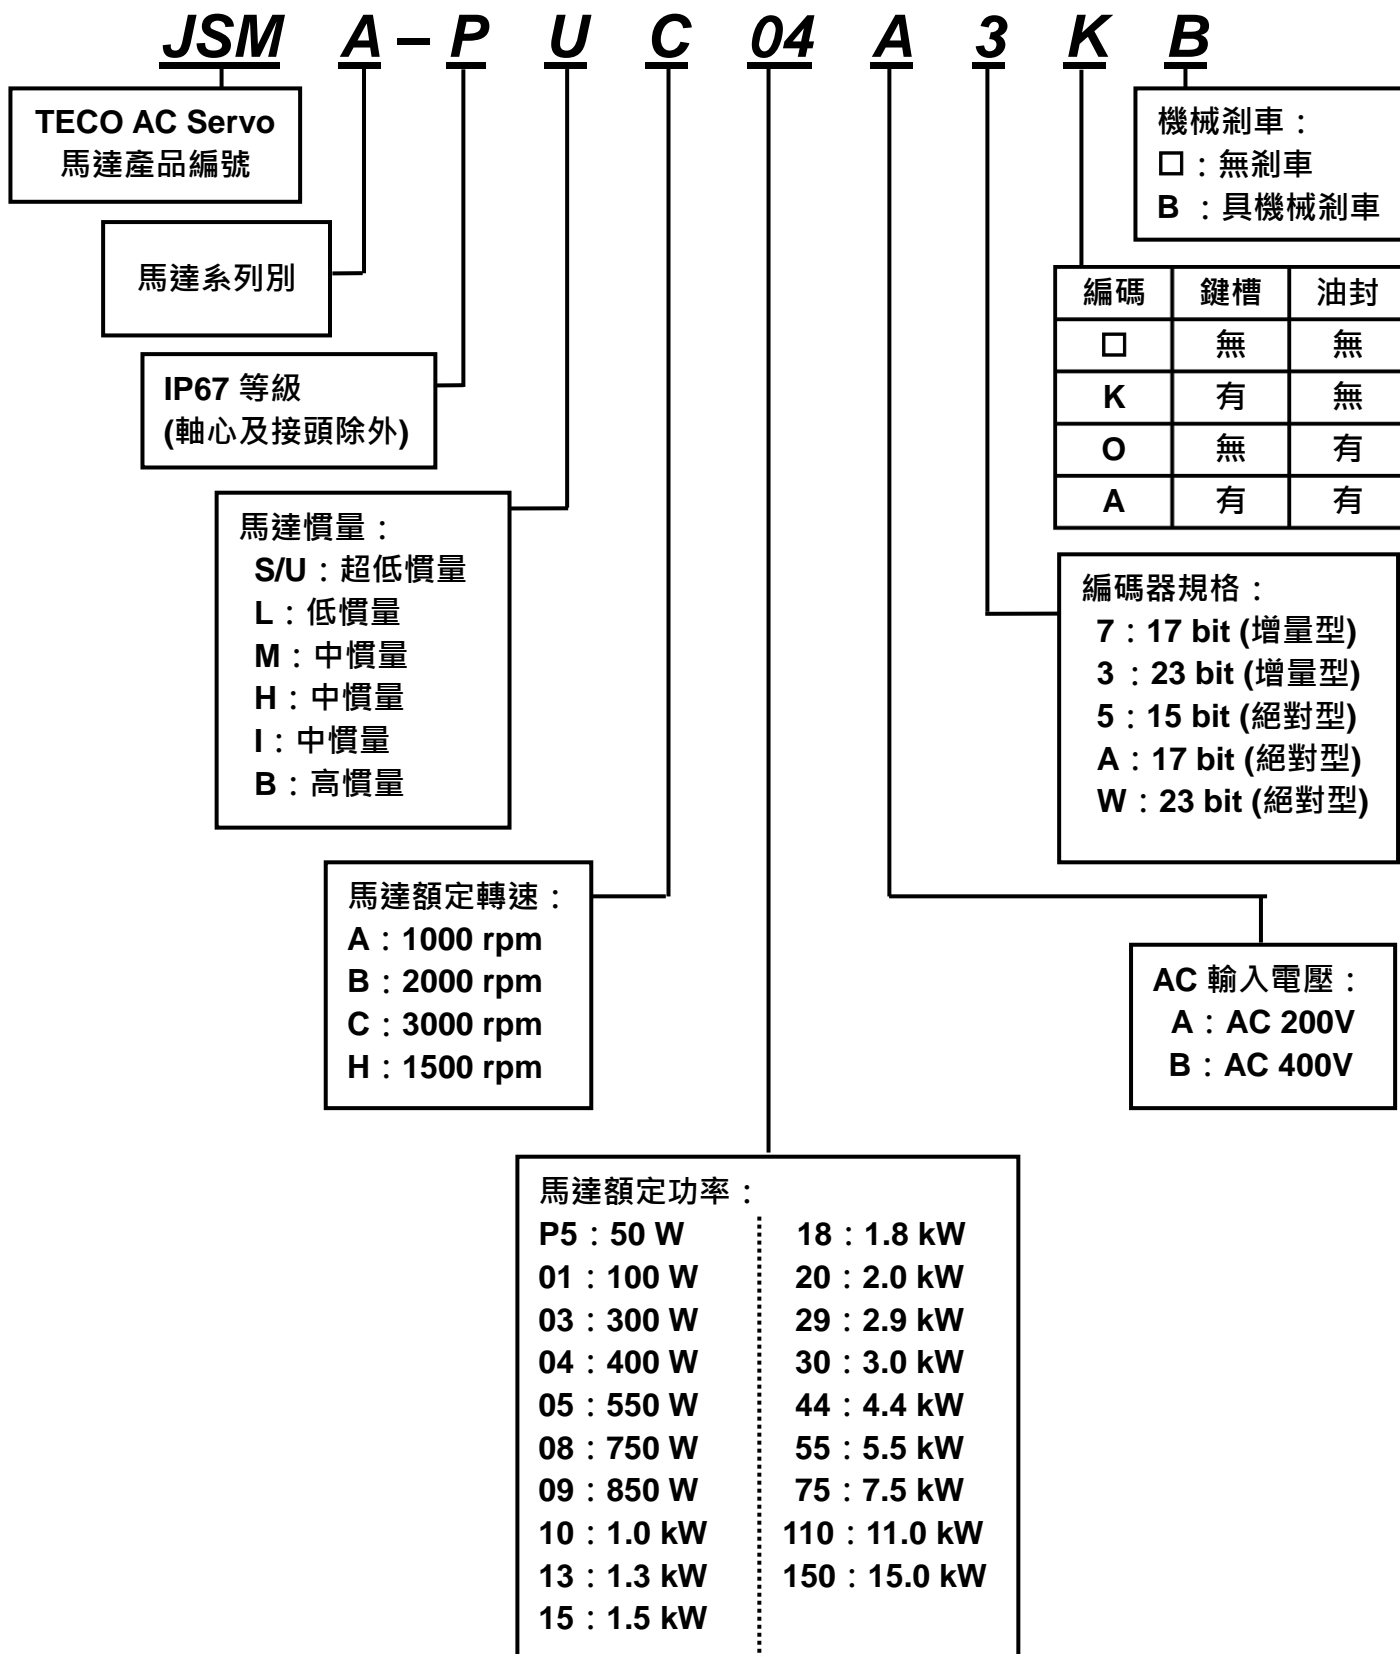 JSM A – P U C 04 A 3 K B
TECO AC Servo
馬達產品編號
馬達系列別
IP67 等級
(軸心及接頭除外)
馬達慣量：
S/U：超低慣量
L：低慣量
M：中慣量
H：中慣量
I：中慣量
B：高慣量
馬達額定轉速：
A：1000 rpm
B：2000 rpm
C：3000 rpm
H：1500 rpm
馬達額定功率：
P5：50 W
01：100 W
03：300 W
04：400 W
05：550 W
08：750 W
09：850 W
10：1.0 kW
13：1.3 kW
15：1.5 kW
18：1.8 kW
20：2.0 kW
29：2.9 kW
30：3.0 kW
44：4.4 kW
55：5.5 kW
75：7.5 kW
110：11.0 kW
150：15.0 kW
AC 輸入電壓：
A：AC 200V
B：AC 400V
編碼器規格：
7：17 bit (增量型)
3：23 bit (增量型)
5：15 bit (絕對型)
A：17 bit (絕對型)
W：23 bit (絕對型)
編碼 鍵槽 油封
□ 無 無
K 有 無
O 無 有
A 有 有
機械剎車：
□：無剎車
B ：具機械剎車